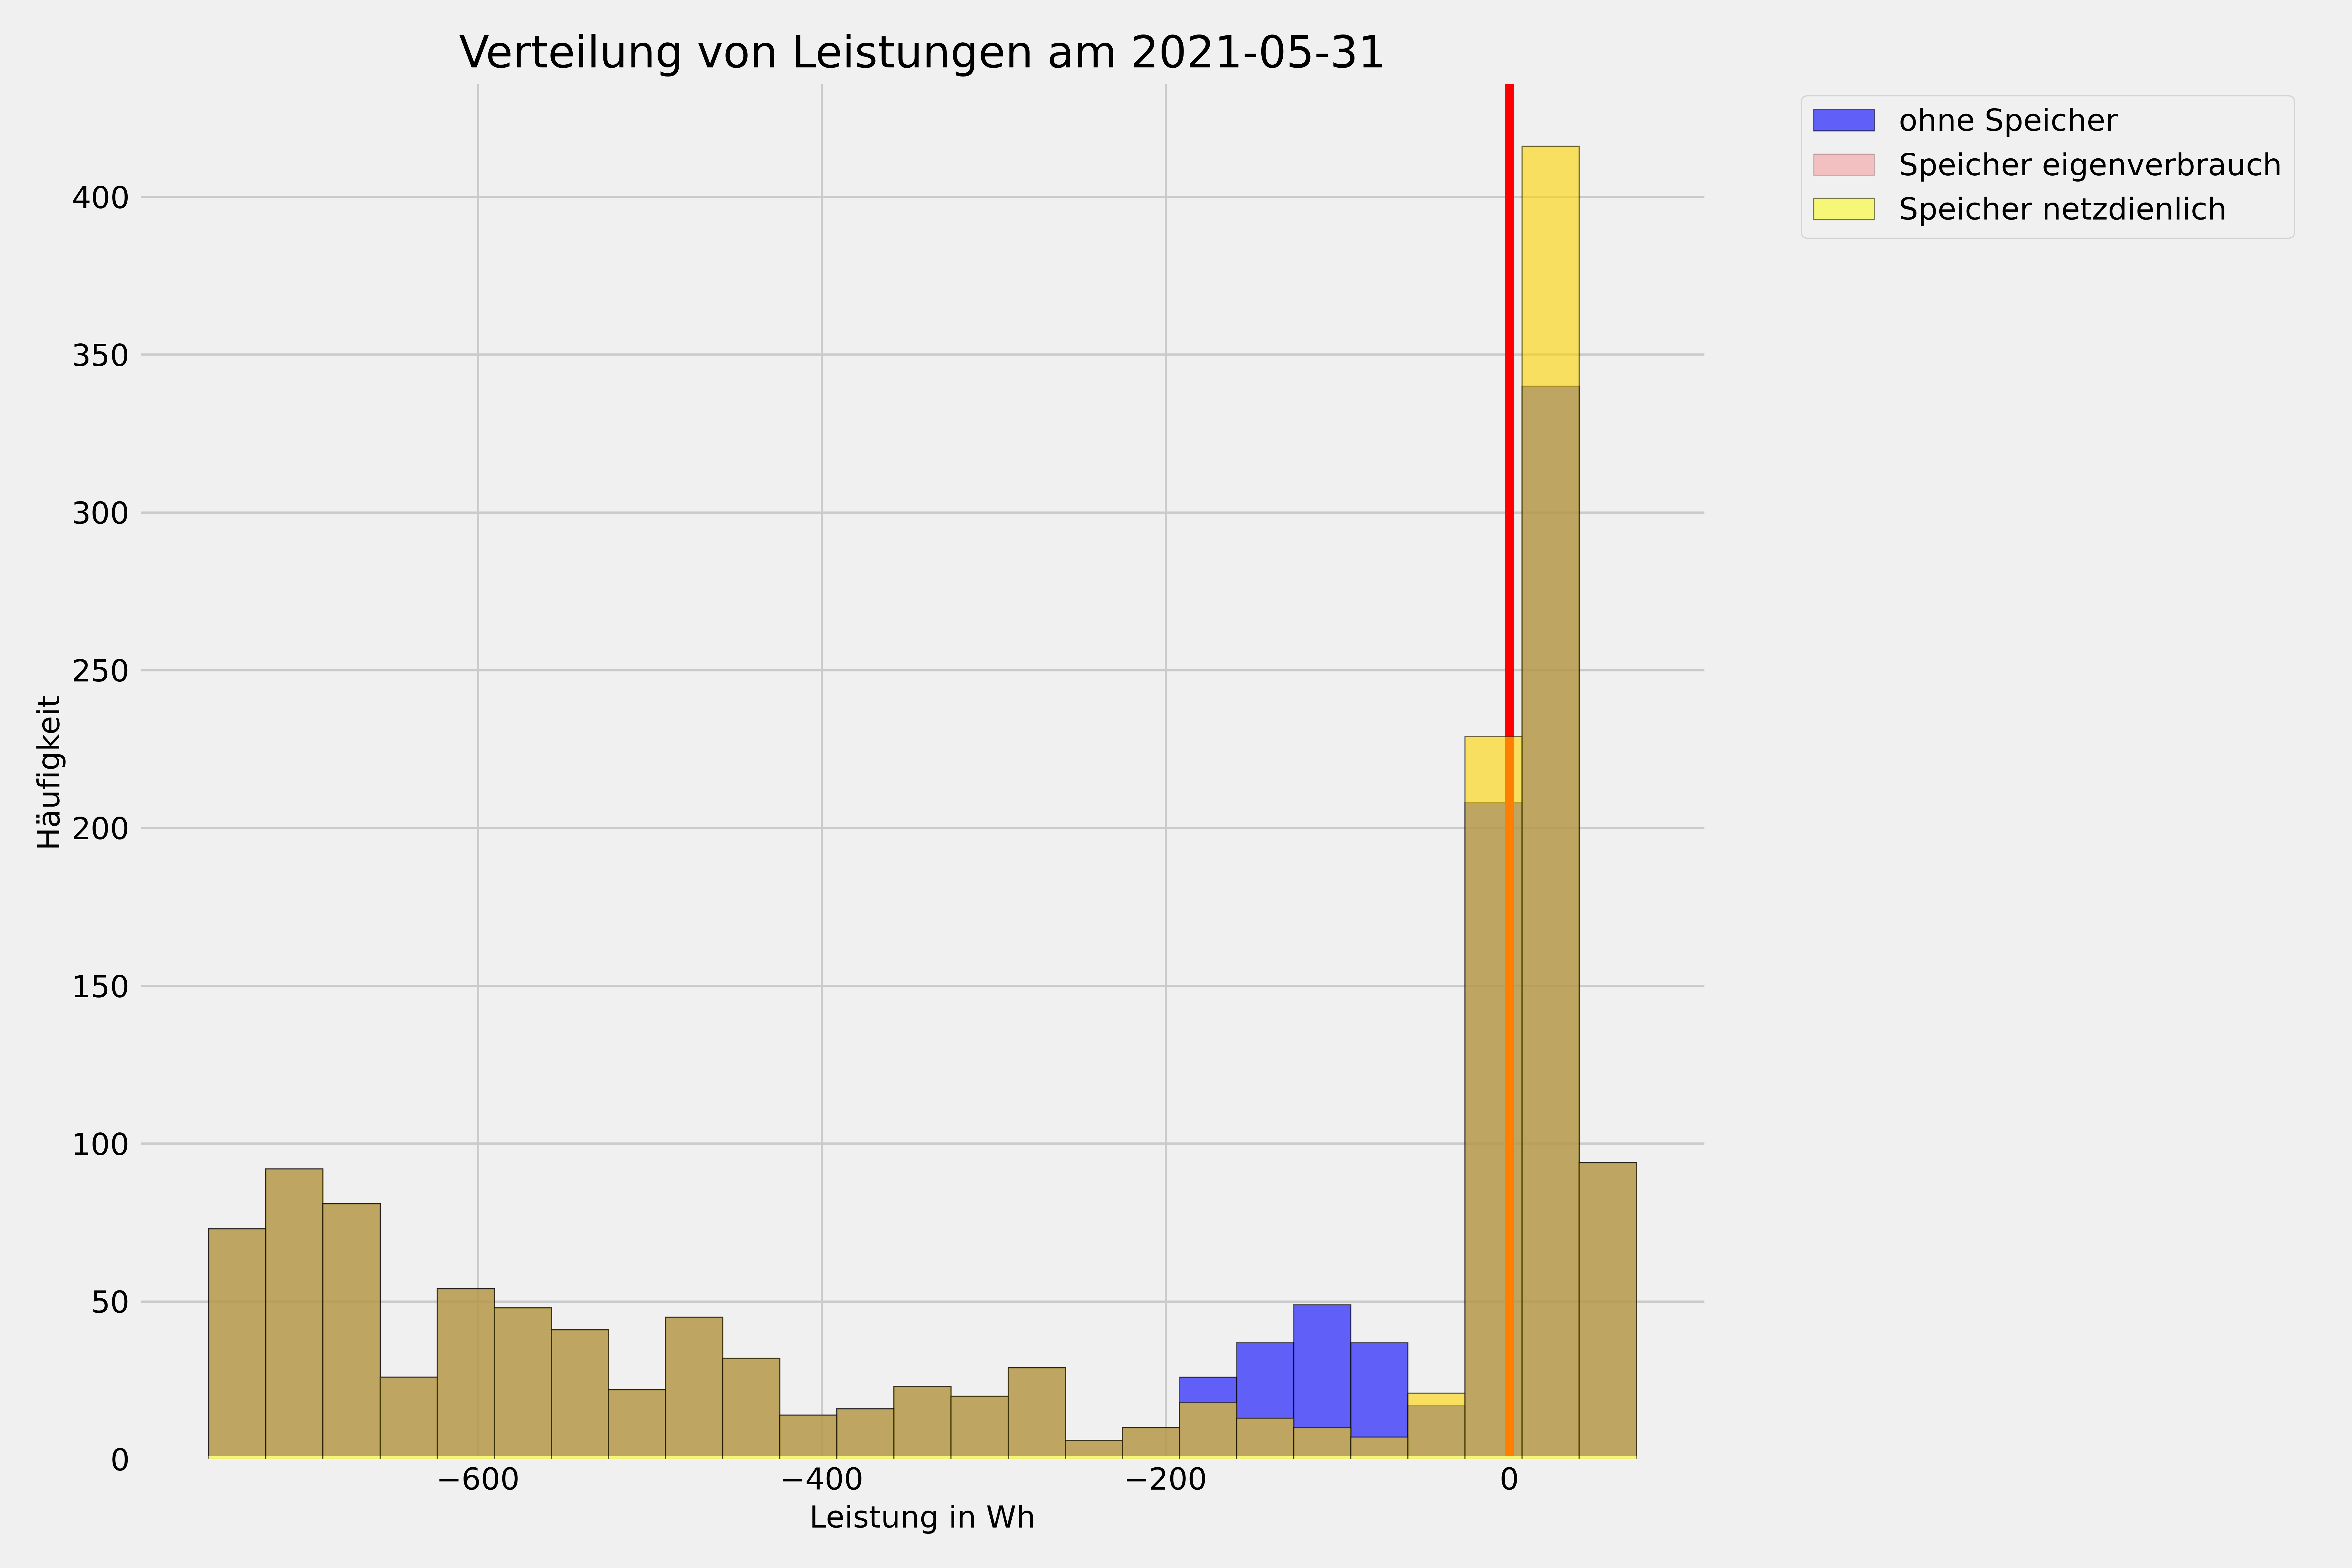 Verteilung von Leistungen am 2021-05-31
ohne Speicher
Speicher eigenverbrauch
Speicher netzdienlich
Häufigkeit
400
350
300
250
200
150
100
50
0
−600 −400 −200 0
Leistung in Wh